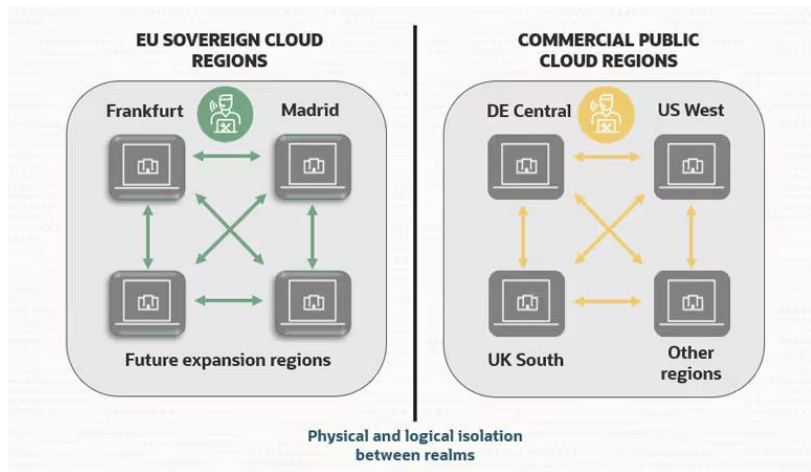 EU SOVEREIGN CLOUD
REGIONS
Frankfurt
Madrid
Future expansion regions
COMMERCIAL PUBLIC
CLOUD REGIONS
DE Central
US West
UK South
Other
regions
Physical and logical isolation
between realms